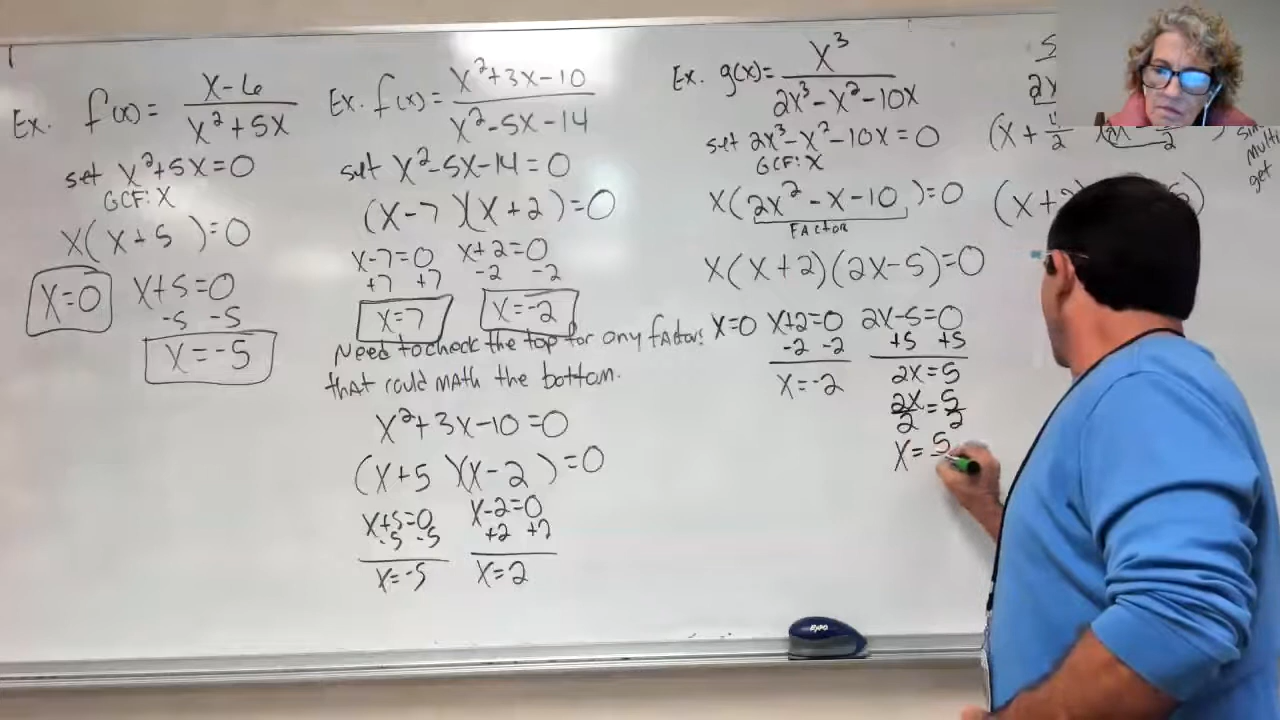 Ex. f(x) = x-6 / x²+5x
set x²+5x=0
GCF: x
x(x+5)=0
x=0
x+5=0
-5 -5
x=-5
Ex. f(x)= x²+3x-10 / x²-5x-14
set x²-5x-14=0
(x-7)(x+2)=0
x-7=0 x+2=0
+7 +7 -2 -2
x=7 x=-2
Need to check the top for any factors
that could math the bottom.
x²+3x-10=0
(x+5)(x-2)=0
x+5=0 x-2=0
-5 -5 +2 +2
x=-5 x=2
Ex. g(x)= x³ / 2x³-x²-10x
set 2x³-x²-10x=0
GCF: x
x(2x²-x-10)=0
FACTOR
x(x+2)(2x-5)=0
x=0 x+2=0 2x-5=0
-2 -2 +5 +5
x=-2 2x=5
2x/2=5/2
x=5
multi
get
EXPO